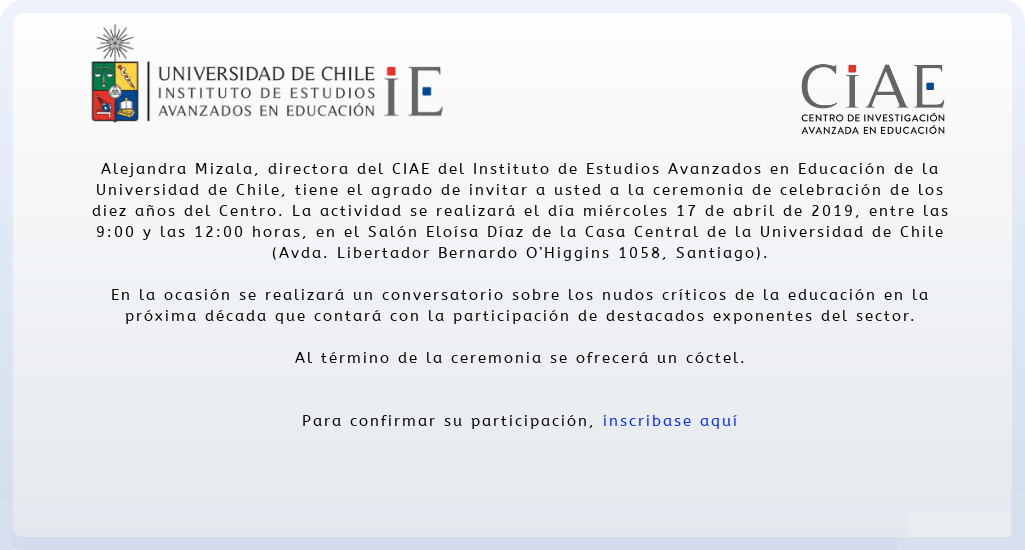 UNIVERSIDAD DE CHILE
INSTITUTO DE ESTUDIOS
AVANZADOS EN EDUCACIÓN
iE
CiAE
CENTRO DE INVESTIGACIÓN
AVANZADA EN EDUCACIÓN
Alejandra Mizala, directora del CIAE del Instituto de Estudios Avanzados en Educación de la
Universidad de Chile, tiene el agrado de invitar a usted a la ceremonia de celebración de los
diez años del Centro. La actividad se realizará el día miércoles 17 de abril de 2019, entre las
9:00 y las 12:00 horas, en el Salón Eloísa Díaz de la Casa Central de la Universidad de Chile
(Avda. Libertador Bernardo O'Higgins 1058, Santiago).
En la ocasión se realizará un conversatorio sobre los nudos críticos de la educación en la
próxima década que contará con la participación de destacados exponentes del sector.
Al término de la ceremonia se ofrecerá un cóctel.
Para confirmar su participación, inscribase aquí